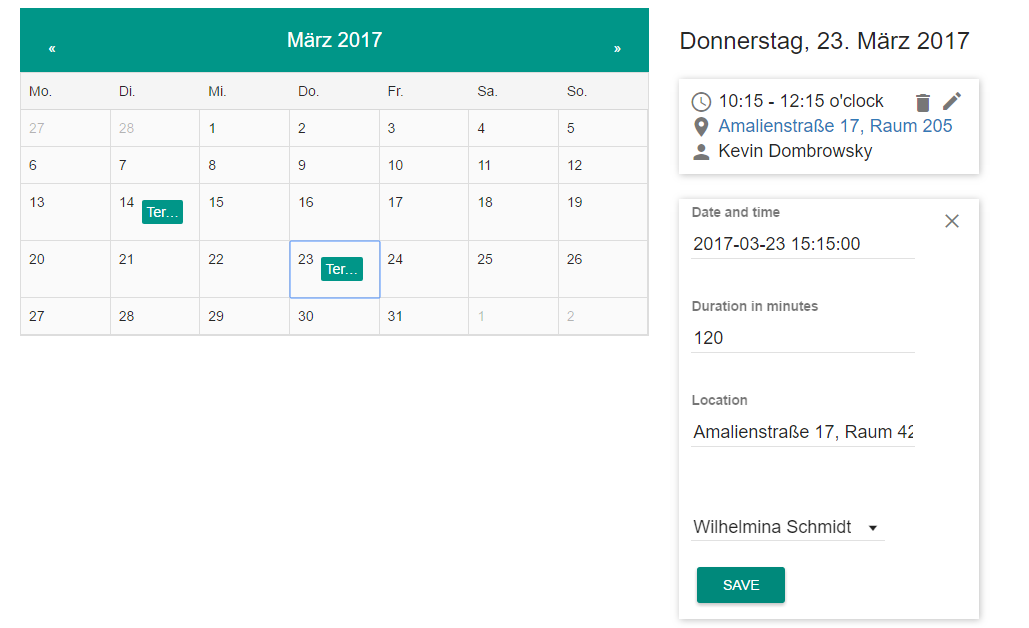 März 2017
« »
Mo. Di. Mi. Do. Fr. Sa. So.
27 28 1 2 3 4 5
6 7 8 9 10 11 12
13 14 Ter... 15 16 17 18 19
20 21 22 23 Ter... 24 25 26
27 28 29 30 31 1 2
Donnerstag, 23. März 2017
10:15 - 12:15 o'clock
Amalienstraße 17, Raum 205
Kevin Dombrowsky
Date and time
2017-03-23 15:15:00
Duration in minutes
120
Location
Amalienstraße 17, Raum 42
Wilhelmina Schmidt
SAVE